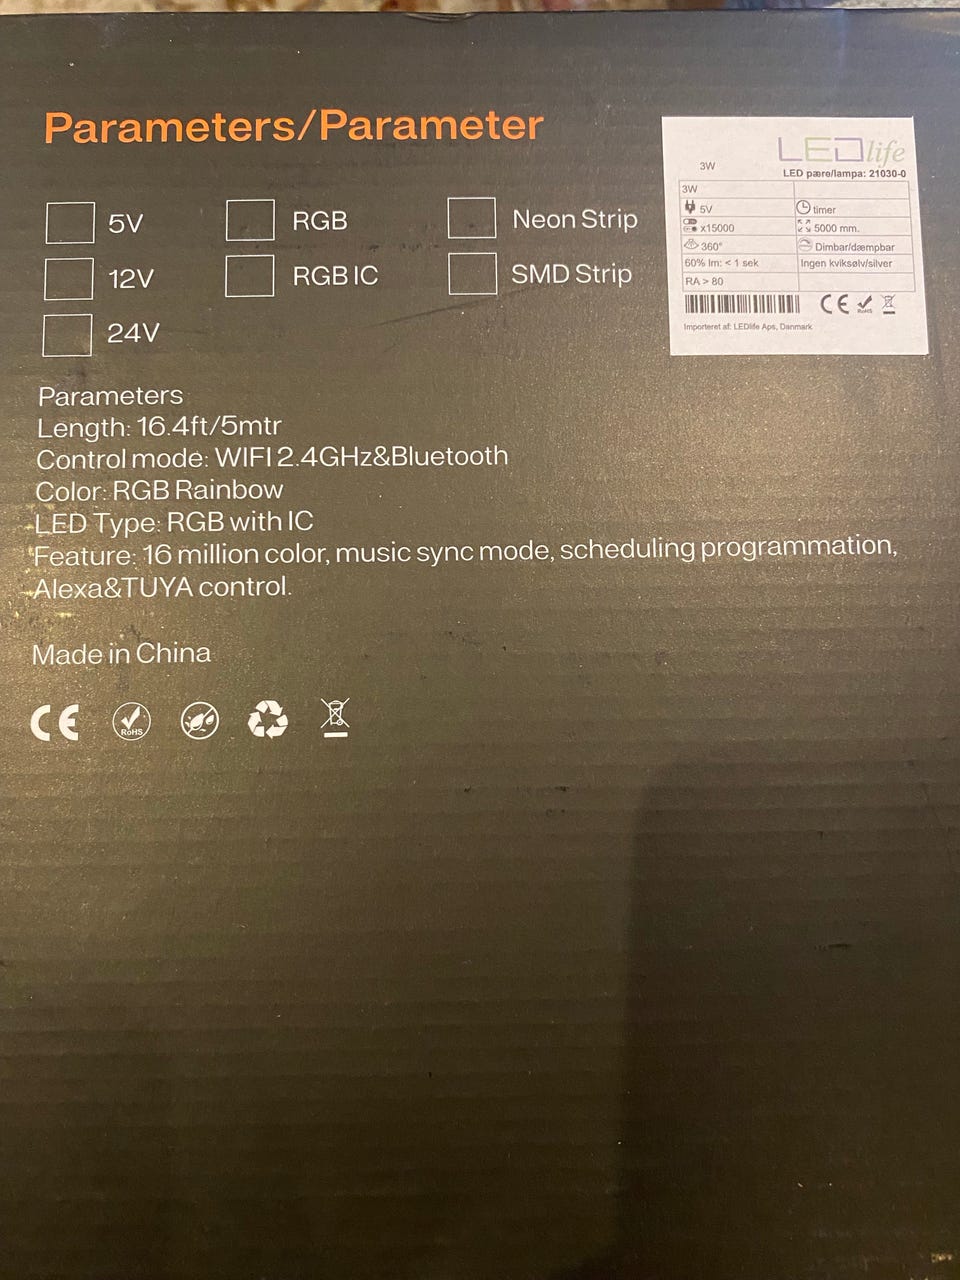 Parameters/Parameter
5V
RGB
Neon Strip
12V
RGB IC
SMD Strip
24V
Parameters
Length: 16.4ft/5mtr
Control mode: WIFI 2.4GHz&Bluetooth
Color: RGB Rainbow
LED Type: RGB with IC
Feature: 16 million color, music sync mode, scheduling programmation,
Alexa&TUYA control.
Made in China
CE
RoHS
3W
LEDlife
LED pære/lampa: 21030-0
3W
5V
timer
x15000
5000 mm.
360°
Dimbar/dæmpbar
60% lm: < 1 sek
Ingen kviksølv/silver
RA > 80
CE
RoHS
Importeret af: LEDlife Aps, Danmark